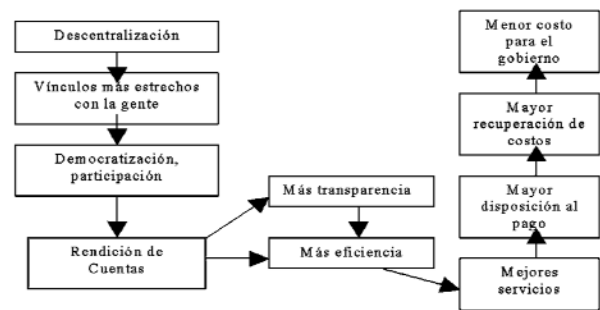 Descentralización
Vínculos más estrechos
con la gente
Democratización,
participación
Rendición de
Cuentas
Más transparencia
Más eficiencia
Mejores
servicios
Mayor
disposición al
pago
Mayor
recuperación de
costos
Menor costo
para el
gobierno